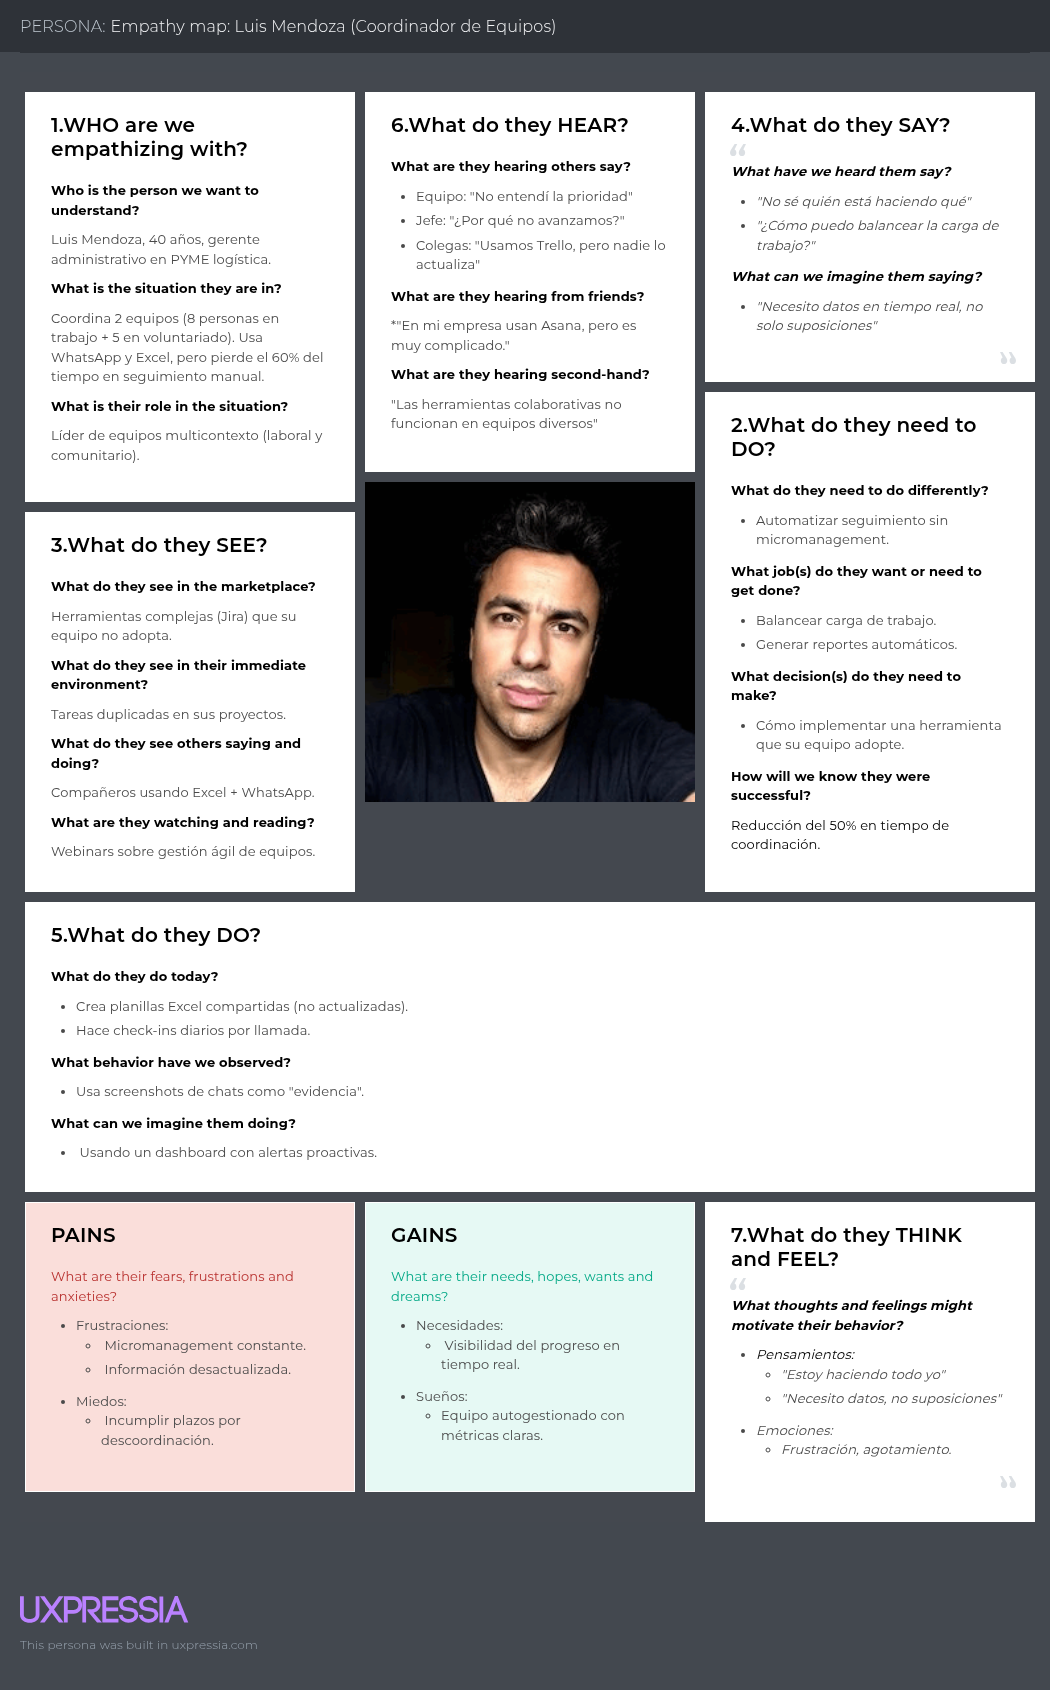 PERSONA: Empathy map: Luis Mendoza (Coordinador de Equipos)
1.WHO are we
empathizing with?
Who is the person we want to
understand?
Luis Mendoza, 40 años, gerente
administrativo en PYME logística.
What is the situation they are in?
Coordina 2 equipos (8 personas en
trabajo + 5 en voluntariado). Usa
WhatsApp y Excel, pero pierde el 60% del
tiempo en seguimiento manual.
What is their role in the situation?
Líder de equipos multicontexto (laboral y
comunitario).
6.What do they HEAR?
What are they hearing others say?
• Equipo: "No entendí la prioridad"
• Jefe: "¿Por qué no avanzamos?"
• Colegas: "Usamos Trello, pero nadie lo
actualiza"
What are they hearing from friends?
*"En mi empresa usan Asana, pero es
muy complicado."
What are they hearing second-hand?
"Las herramientas colaborativas no
funcionan en equipos diversos"
4.What do they SAY?
“
What have we heard them say?
• "No sé quién está haciendo qué"
• "¿Cómo puedo balancear la carga de
trabajo?"
What can we imagine them saying?
• "Necesito datos en tiempo real, no
solo suposiciones"
”
2.What do they need to
DO?
What do they need to do differently?
• Automatizar seguimiento sin
micromanagement.
What job(s) do they want or need to
get done?
• Balancear carga de trabajo.
• Generar reportes automáticos.
What decision(s) do they need to
make?
• Cómo implementar una herramienta
que su equipo adopte.
How will we know they were
successful?
Reducción del 50% en tiempo de
coordinación.
3.What do they SEE?
What do they see in the marketplace?
Herramientas complejas (Jira) que su
equipo no adopta.
What do they see in their immediate
environment?
Tareas duplicadas en sus proyectos.
What do they see others saying and
doing?
Compañeros usando Excel + WhatsApp.
What are they watching and reading?
Webinars sobre gestión ágil de equipos.
5.What do they DO?
What do they do today?
• Crea planillas Excel compartidas (no actualizadas).
• Hace check-ins diarios por llamada.
What behavior have we observed?
• Usa screenshots de chats como "evidencia".
What can we imagine them doing?
• Usando un dashboard con alertas proactivas.
PAINS
What are their fears, frustrations and
anxieties?
• Frustraciones:
◦ Micromanagement constante.
◦ Información desactualizada.
• Miedos:
◦ Incumplir plazos por
descoordinación.
GAINS
What are their needs, hopes, wants and
dreams?
• Necesidades:
◦ Visibilidad del progreso en
tiempo real.
• Sueños:
◦ Equipo autogestionado con
métricas claras.
7.What do they THINK
and FEEL?
“
What thoughts and feelings might
motivate their behavior?
• Pensamientos:
◦ "Estoy haciendo todo yo"
◦ "Necesito datos, no suposiciones"
• Emociones:
◦ Frustración, agotamiento.
”
UXPRESSIA
This persona was built in uxpressia.com